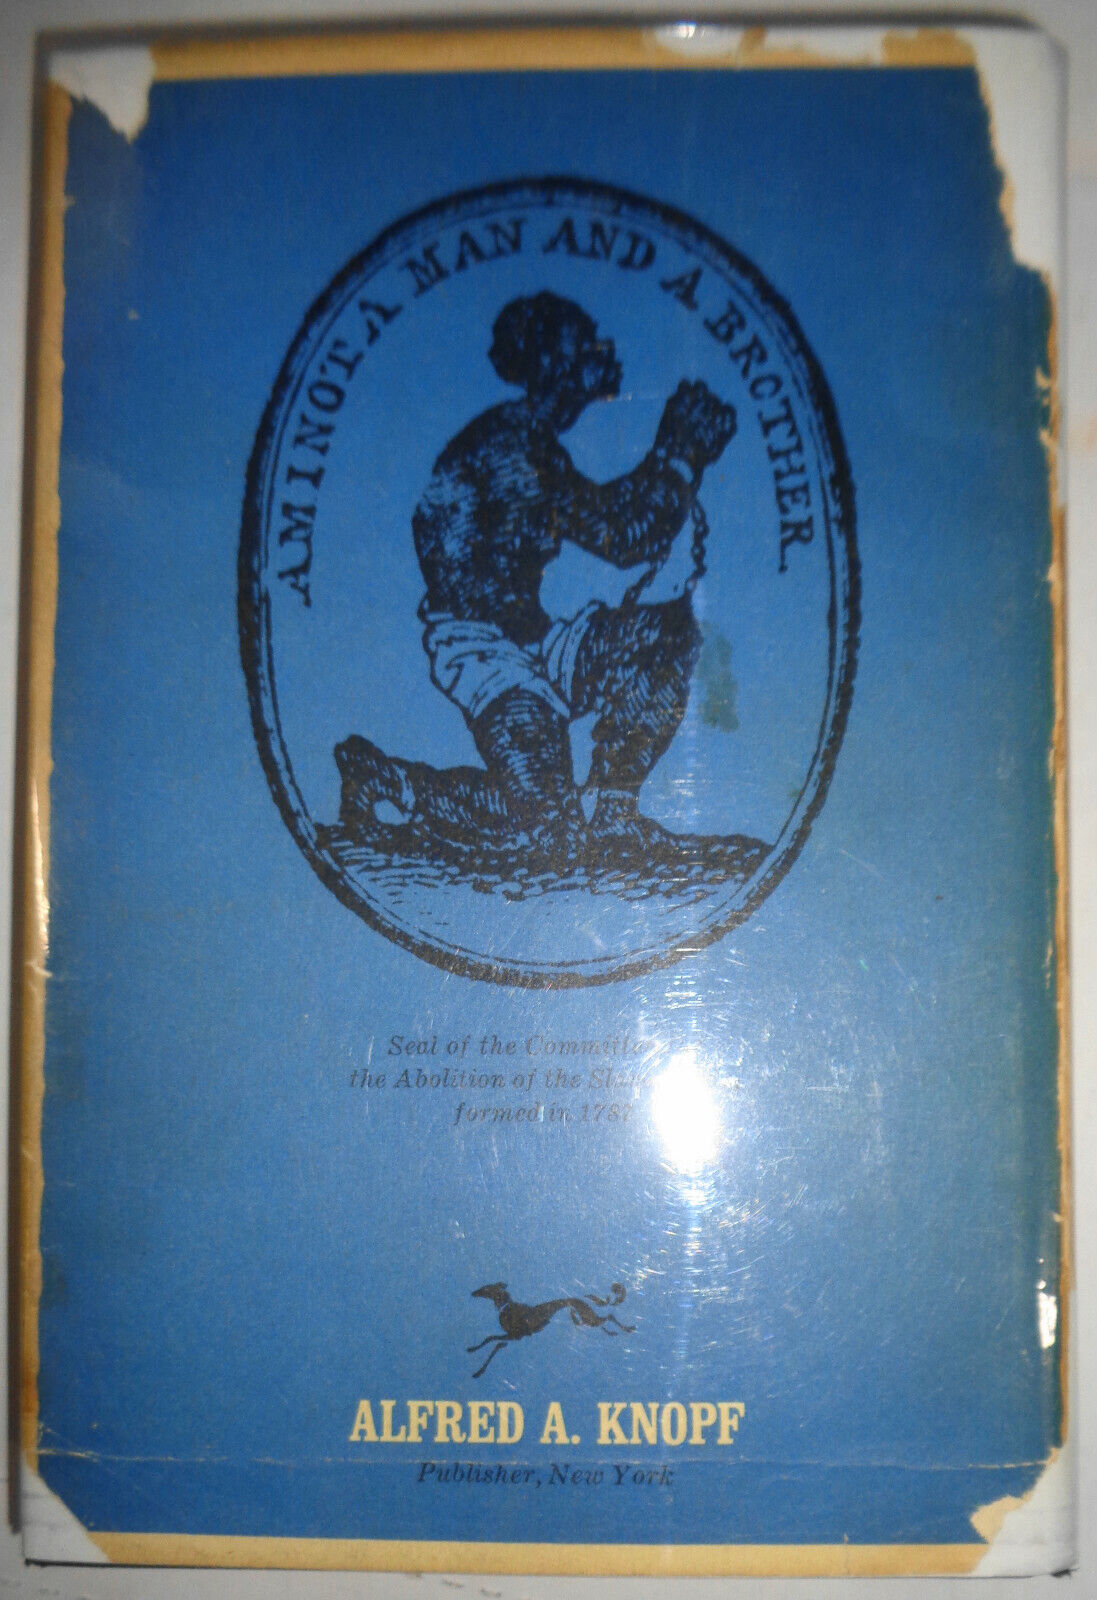 AM I NOT A MAN AND A BROTHER.
Seal of the
the Abolition of the
formed in 1787
ALFRED A. KNOPF
Publisher, New York